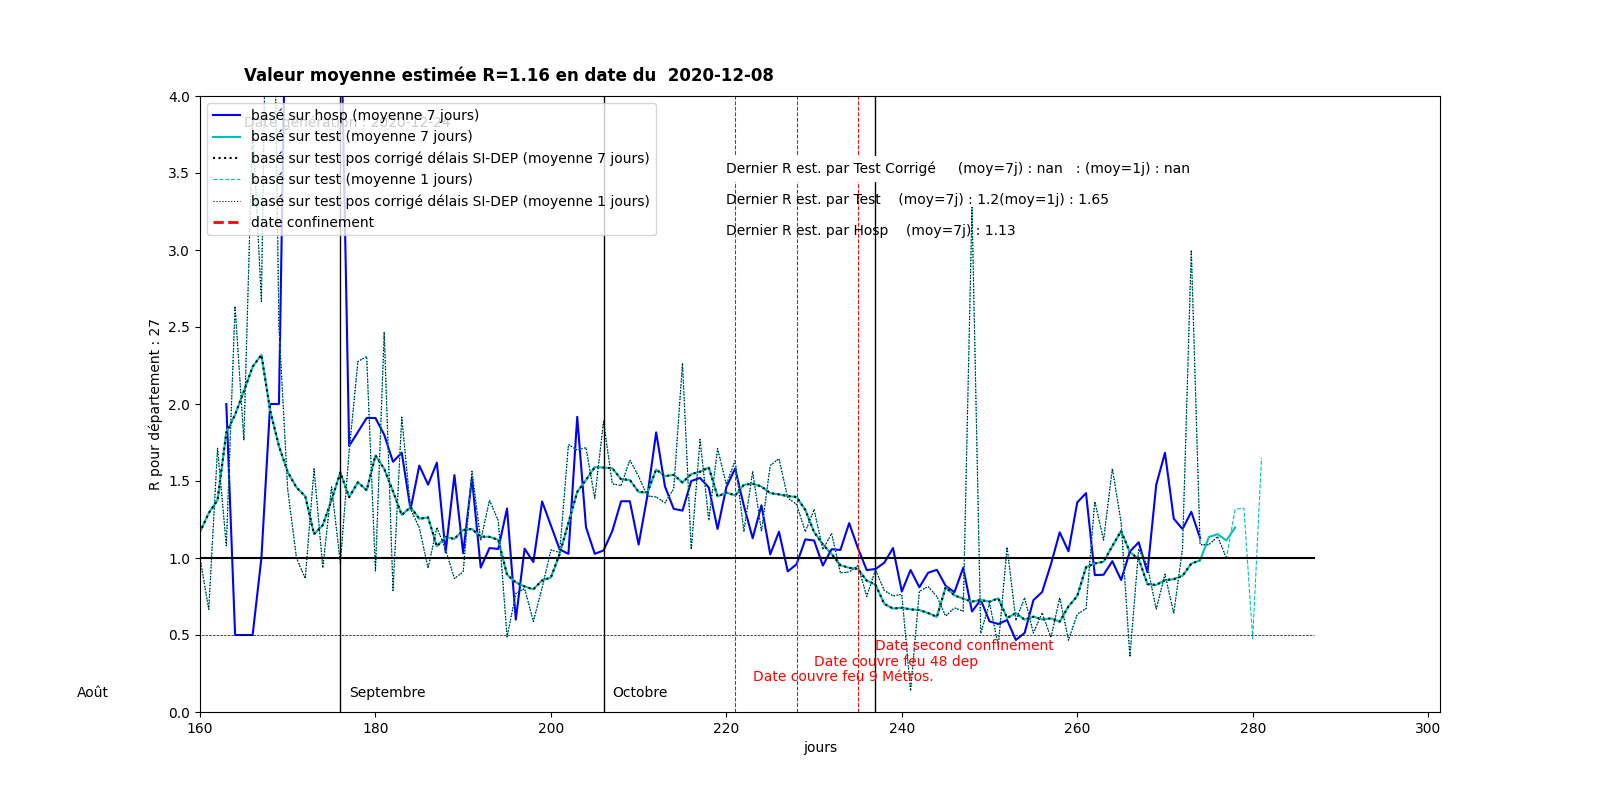 Valeur moyenne estimée R=1.16 en date du  2020-12-08
Date génération : 2020-12-24
basé sur hosp (moyenne 7 jours)
basé sur test (moyenne 7 jours)
basé sur test pos corrigé délais SI-DEP (moyenne 7 jours)
basé sur test (moyenne 1 jours)
basé sur test pos corrigé délais SI-DEP (moyenne 1 jours)
date confinement
Dernier R est. par Test Corrigé (moy=7j) : nan : (moy=1j) : nan
Dernier R est. par Test (moy=7j) : 1.2(moy=1j) : 1.65
Dernier R est. par Hosp (moy=7j) : 1.13
4.0
3.5
3.0
2.5
2.0
1.5
1.0
0.5
0.0
R pour département : 27
Date second confinement
Date couvre feu 48 dep
Date couvre feu 9 Métros.
Août
Septembre
Octobre
160 180 200 220 240 260 280 300
jours